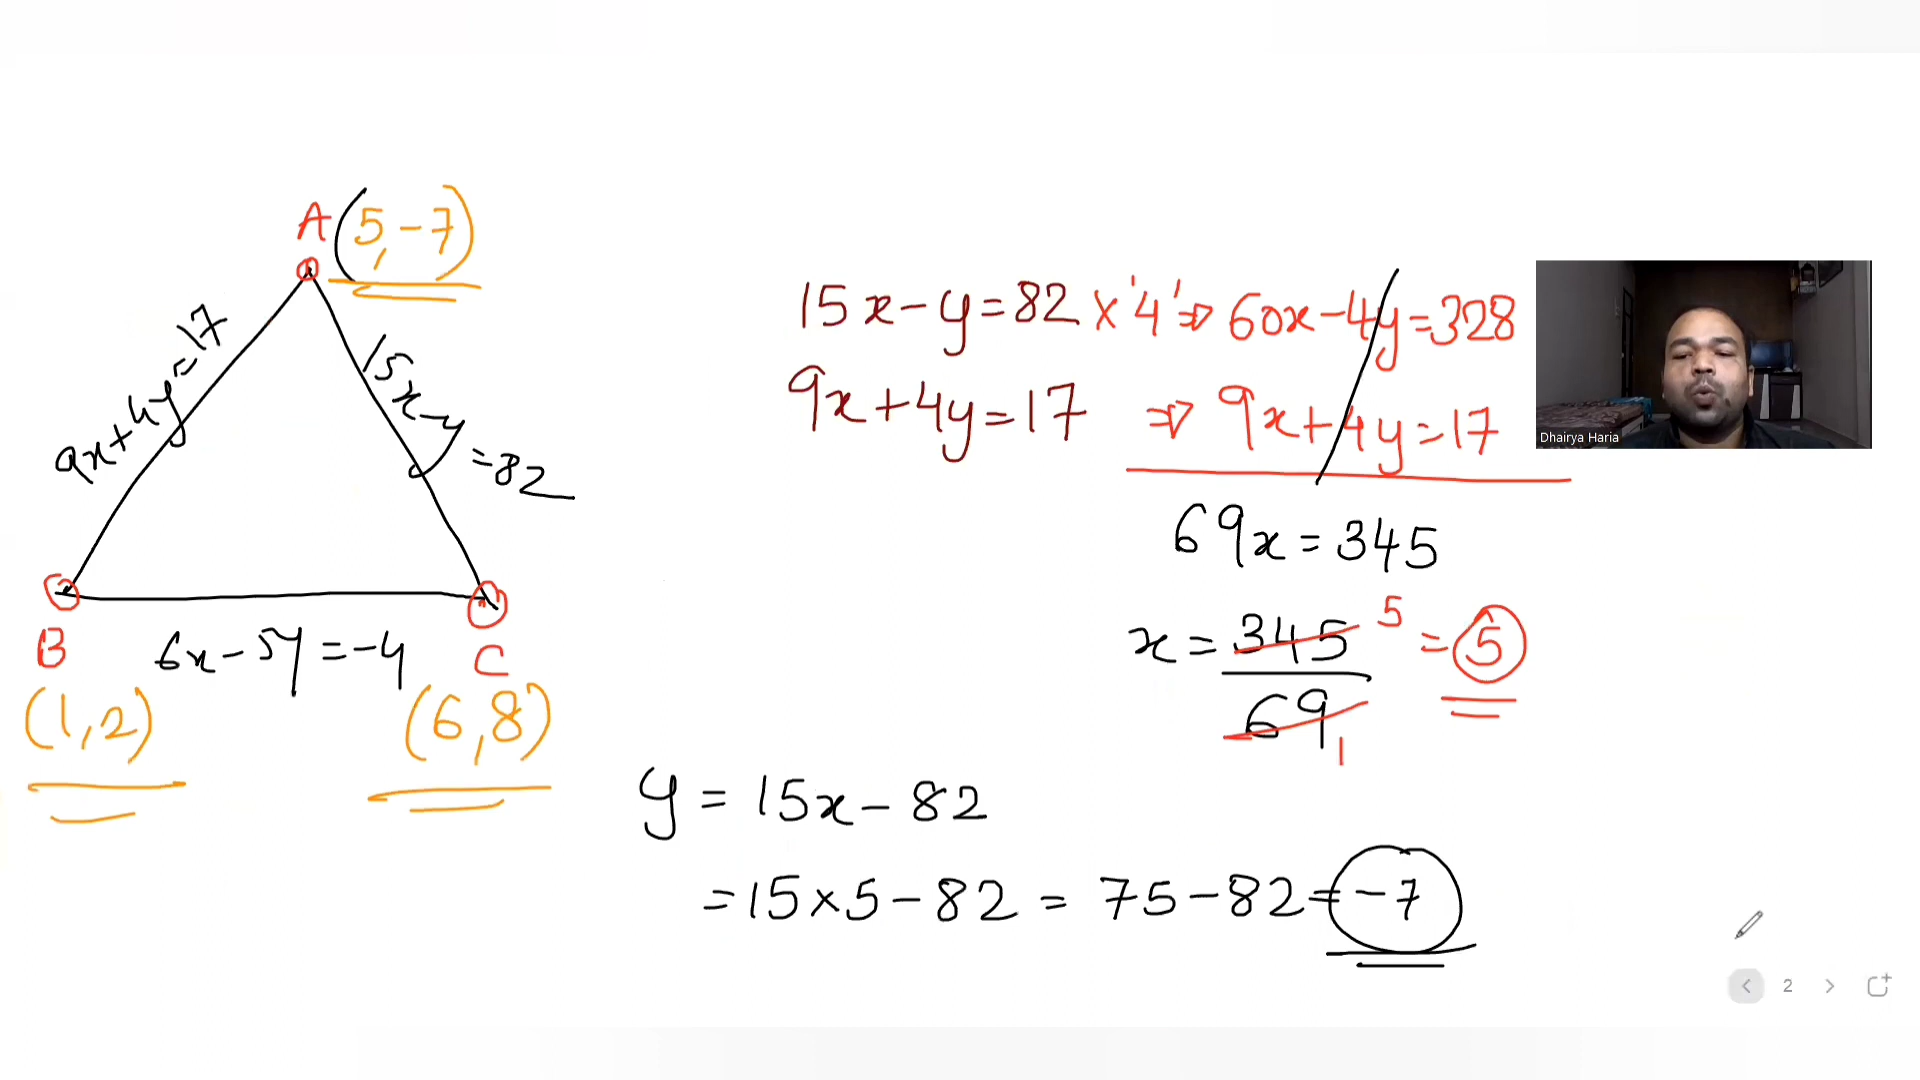 A (5, -7)
9x+4y=17
15x-y=82
B
6x-5y=-4
C
(1,2)
(6,8)
15x-y=82 x '4' ⇒ 60x-4y=328
9x+4y=17 ⇒ 9x+4y=17
69x=345
x = 345/69 5 1 = 5
y = 15x-82
=15×5-82 = 75-82=-7
Dhairya Haria
2